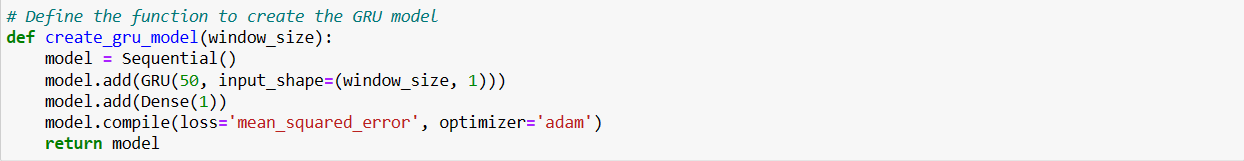 # Define the function to create the GRU model
def create_gru_model(window_size):
    model = Sequential()
    model.add(GRU(50, input_shape=(window_size, 1)))
    model.add(Dense(1))
    model.compile(loss='mean_squared_error', optimizer='adam')
    return model